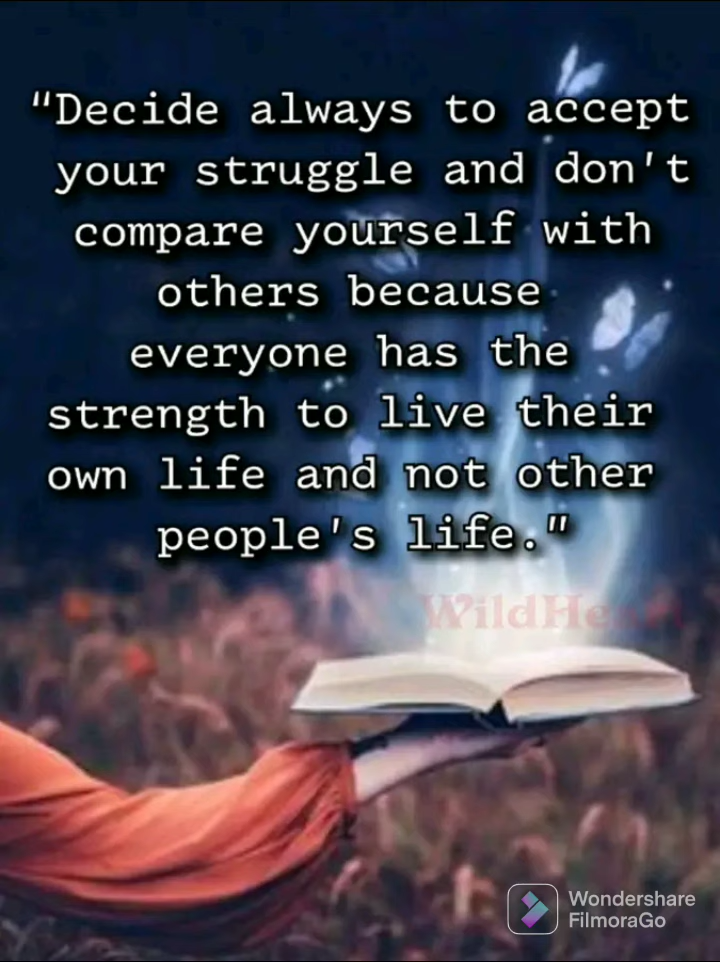 "Decide always to accept
your struggle and don't
compare yourself with
others because
everyone has the
strength to live their
own life and not other
people's life."
WildHeart
Wondershare
FilmoraGo